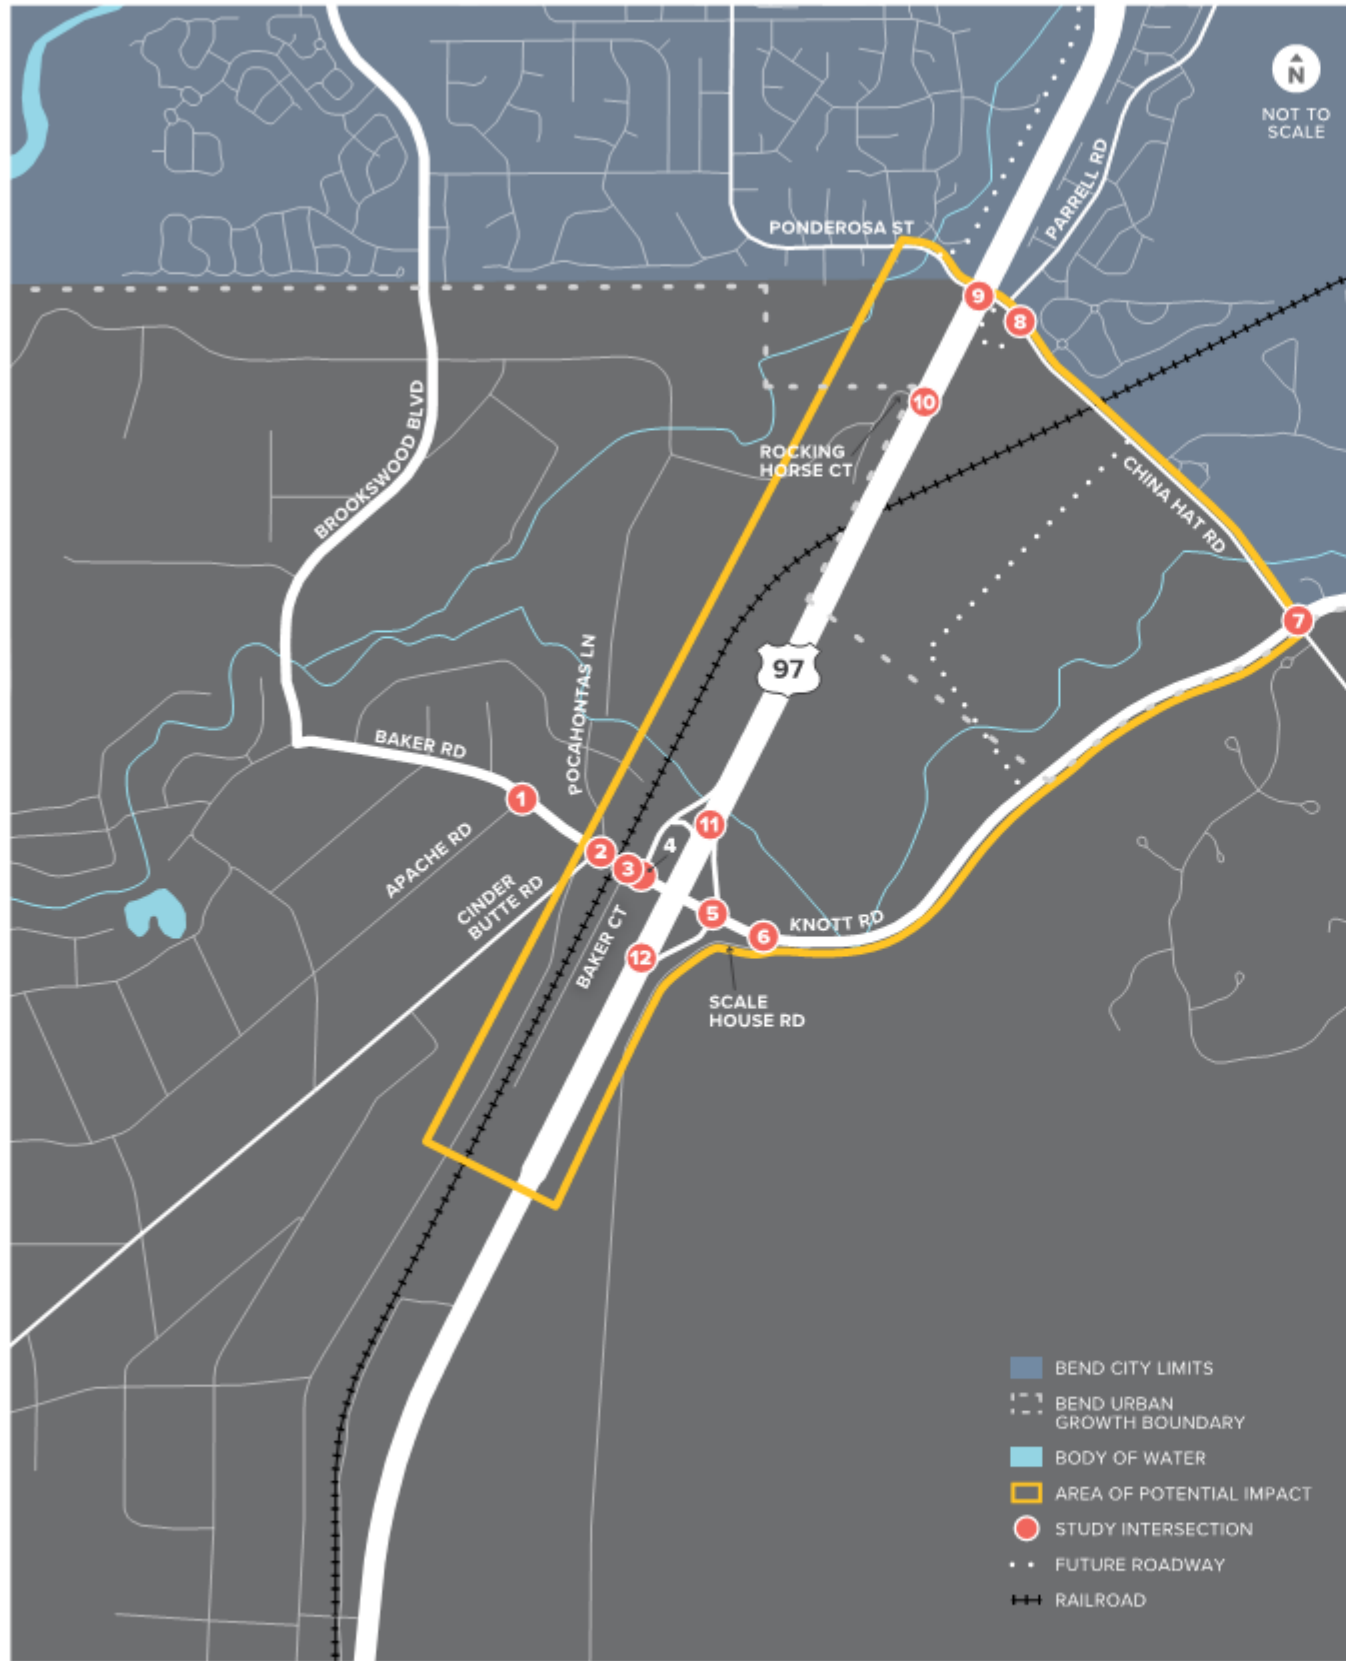 N
NOT TO
SCALE
PARRELL RD
PONDEROSA ST
9
8
10
BROOKSWOOD BLVD
ROCKING
HORSE CT
CHINA HAT RD
7
97
POCAHONTAS LN
BAKER RD
1
11
4
2
3
APACHE RD
CINDER
BUTTE RD
5
6
KNOTT RD
BAKER CT
12
SCALE
HOUSE RD
BEND CITY LIMITS
BEND URBAN
GROWTH BOUNDARY
BODY OF WATER
AREA OF POTENTIAL IMPACT
STUDY INTERSECTION
FUTURE ROADWAY
RAILROAD